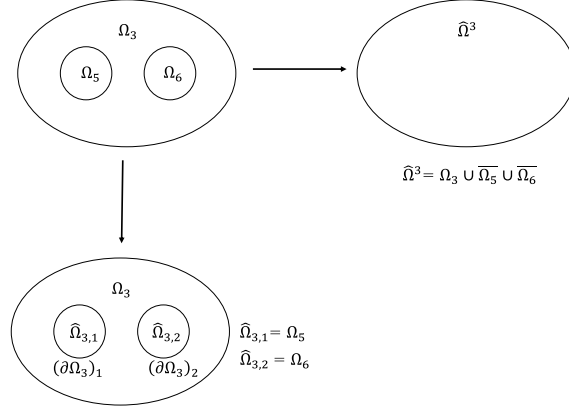 Ω₃
Ω₅ Ω₆
Ω̂³
Ω̂³ = Ω₃ ∪ Ω̅₅̅ ∪ Ω̅₆̅
Ω₃
Ω̂₃,₁ Ω̂₃,₂
(∂Ω₃)₁ (∂Ω₃)₂
Ω̂₃,₁ = Ω₅
Ω̂₃,₂ = Ω₆